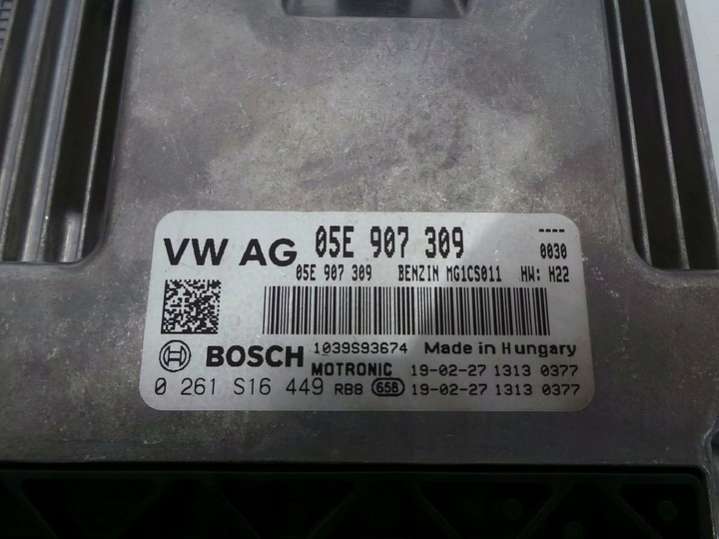 VW AG 05E 907 309 ----
0030
05E 907 309 BENZIN MG1CS011 HW: H22
BOSCH 1039S93674 Made in Hungary
MOTRONIC 19-02-27 1313 0377
0 261 S16 449 RB8 658 19-02-27 1313 0377